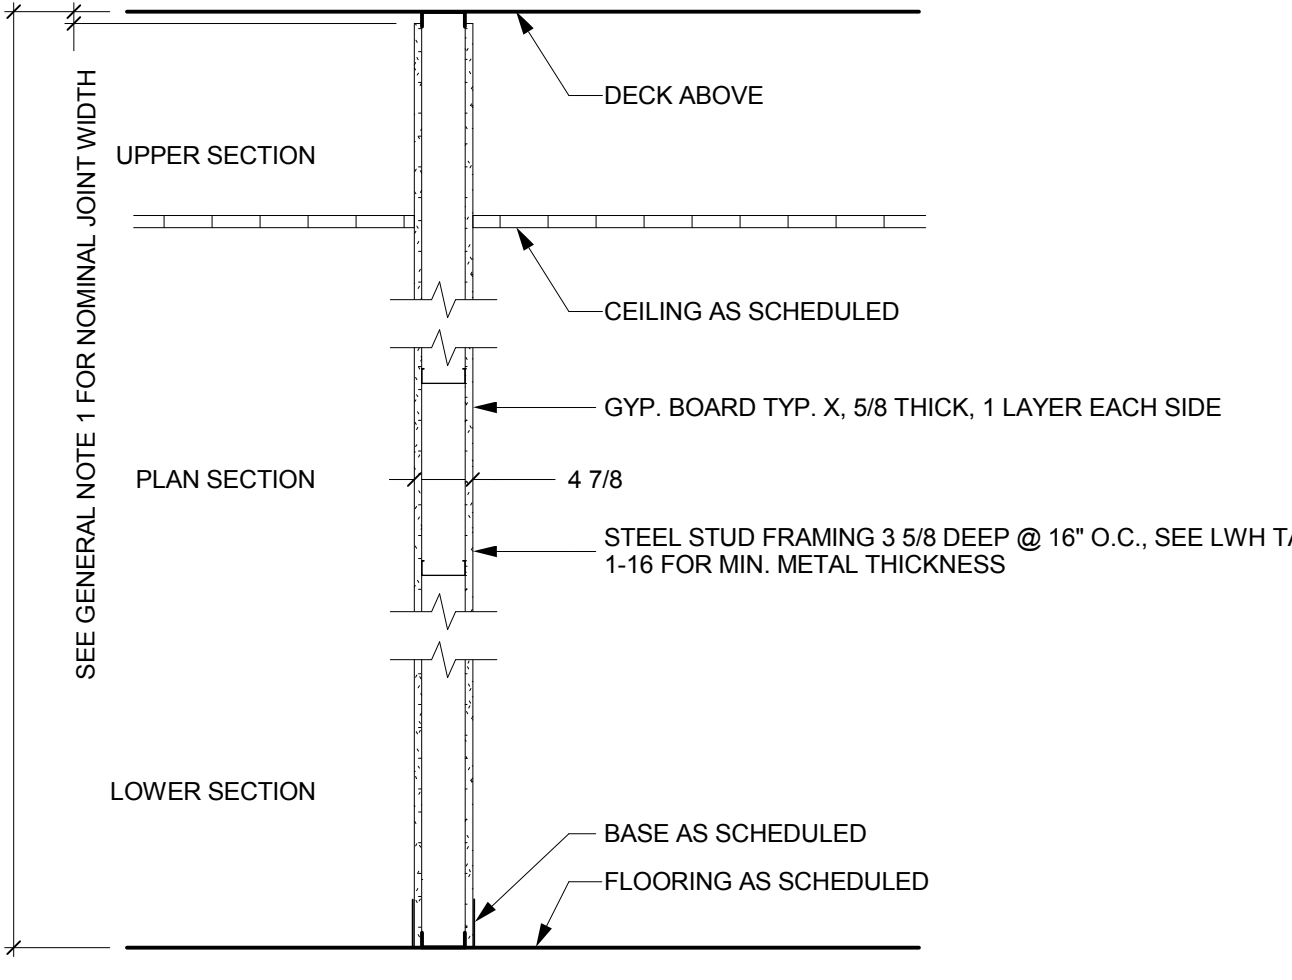 DECK ABOVE
SEE GENERAL NOTE 1 FOR NOMINAL JOINT WIDTH
UPPER SECTION
CEILING AS SCHEDULED
GYP. BOARD TYP. X, 5/8 THICK, 1 LAYER EACH SIDE
PLAN SECTION
4 7/8
STEEL STUD FRAMING 3 5/8 DEEP @ 16" O.C., SEE LWH
1-16 FOR MIN. METAL THICKNESS
LOWER SECTION
BASE AS SCHEDULED
FLOORING AS SCHEDULED